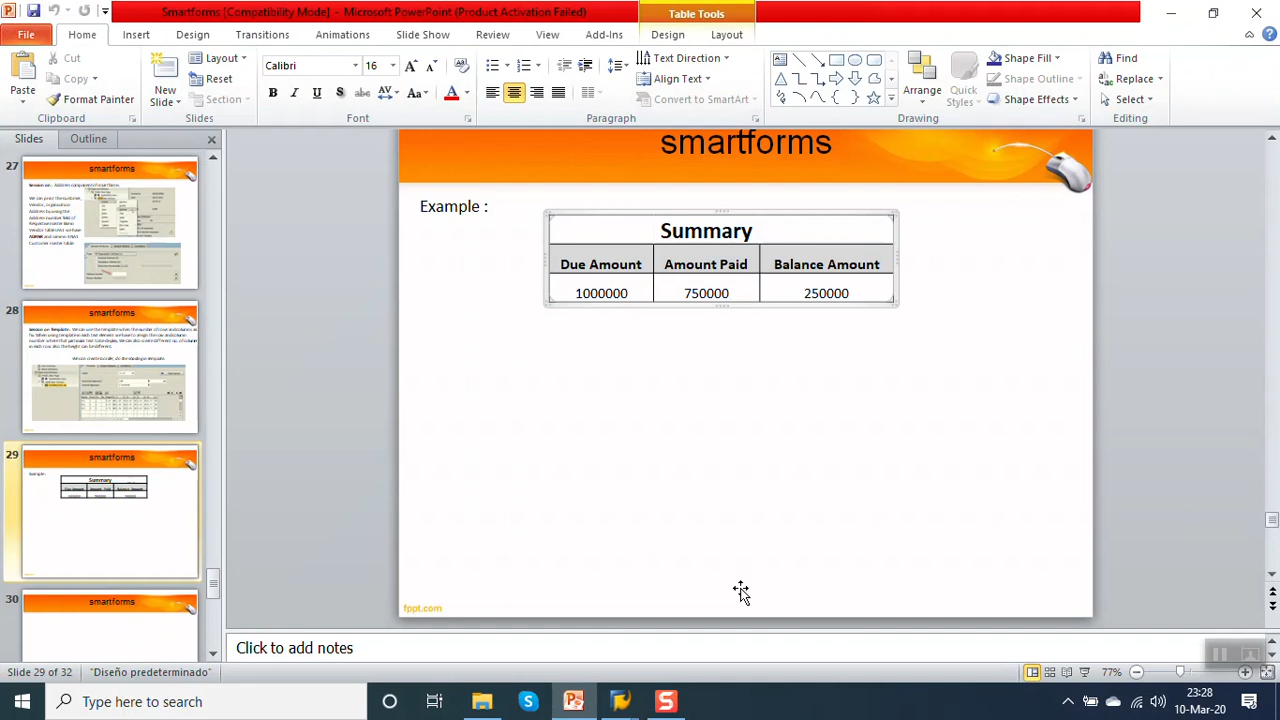 Smartforms [Compatibility Mode] - Microsoft PowerPoint (Product Activation Failed)
Table Tools
File
Home
Insert
Design
Transitions
Animations
Slide Show
Review
View
Add-Ins
Design
Layout
Paste
Cut
Copy
Format Painter
Clipboard
New
Slide
Layout
Reset
Section
Slides
Calibri
16
Font
Text Direction
Align Text
Convert to SmartArt
Paragraph
Arrange
Quick
Styles
Shape Fill
Shape Outline
Shape Effects
Drawing
Find
Replace
Select
Editing
Slides
Outline
27
smartforms
28
smartforms
29
smartforms
Summary
30
smartforms
smartforms
Example :
Summary
Due Amount Amount Paid Balance Amount
1000000 750000 250000
fppt.com
Click to add notes
Slide 29 of 32
"Diseño predeterminado"
77%
Type here to search
23:28
10-Mar-20